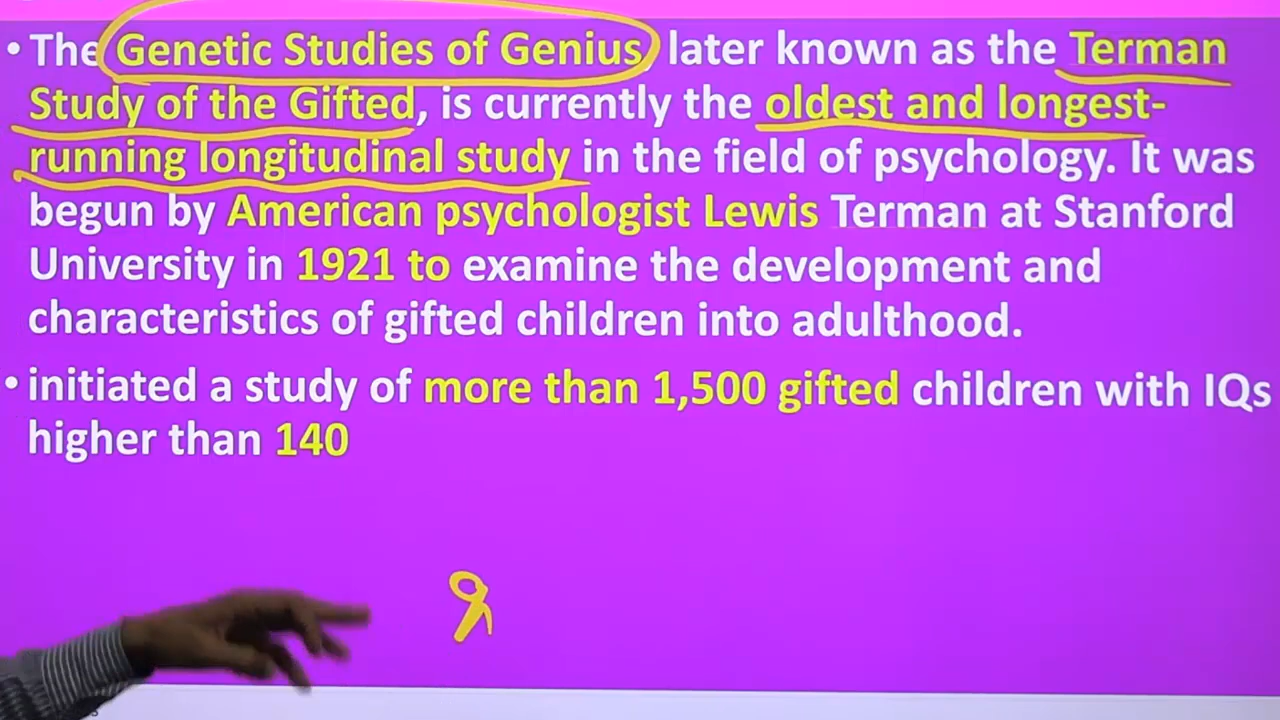 • The Genetic Studies of Genius later known as the Terman
Study of the Gifted, is currently the oldest and longest-
running longitudinal study in the field of psychology. It was
begun by American psychologist Lewis Terman at Stanford
University in 1921 to examine the development and
characteristics of gifted children into adulthood.
• initiated a study of more than 1,500 gifted children with IQs
higher than 140